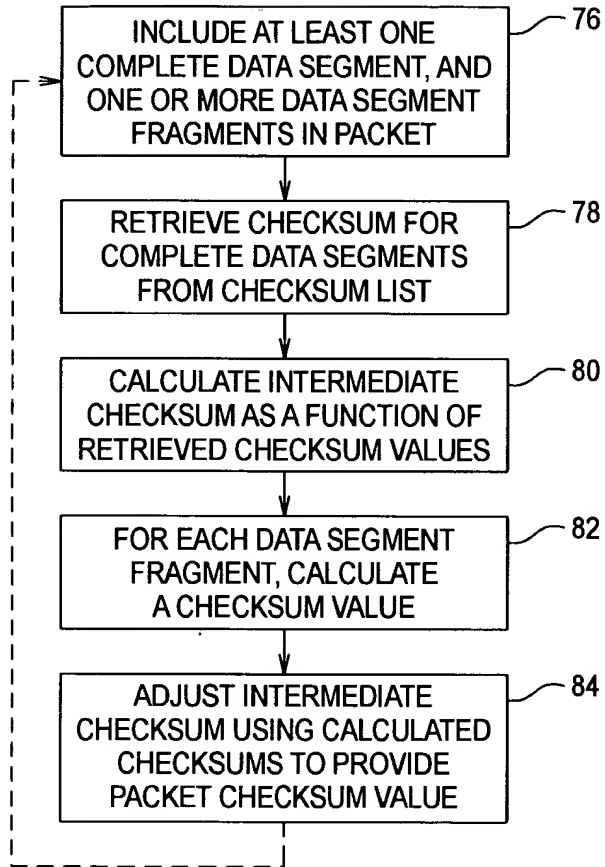 INCLUDE AT LEAST ONE
COMPLETE DATA SEGMENT, AND
ONE OR MORE DATA SEGMENT
FRAGMENTS IN PACKET
76
RETRIEVE CHECKSUM FOR
COMPLETE DATA SEGMENTS
FROM CHECKSUM LIST
78
CALCULATE INTERMEDIATE
CHECKSUM AS A FUNCTION OF
RETRIEVED CHECKSUM VALUES
80
FOR EACH DATA SEGMENT
FRAGMENT, CALCULATE
A CHECKSUM VALUE
82
ADJUST INTERMEDIATE
CHECKSUM USING CALCULATED
CHECKSUMS TO PROVIDE
PACKET CHECKSUM VALUE
84